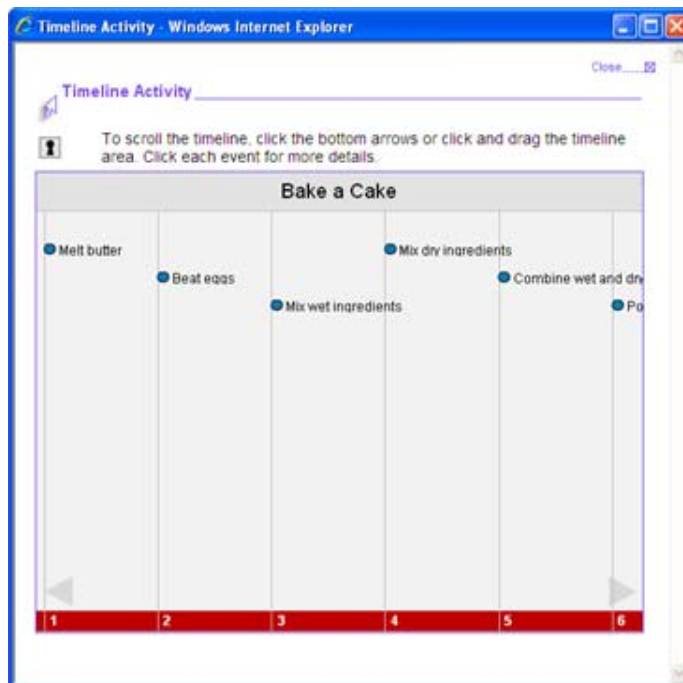 Timeline Activity - Windows Internet Explorer
Close
Timeline Activity
To scroll the timeline, click the bottom arrows or click and drag the timeline
area. Click each event for more details.
Bake a Cake
Melt butter
Mix dry ingredients
Beat eggs
Combine wet and dry
Mix wet ingredients
Po
1 2 3 4 5 6